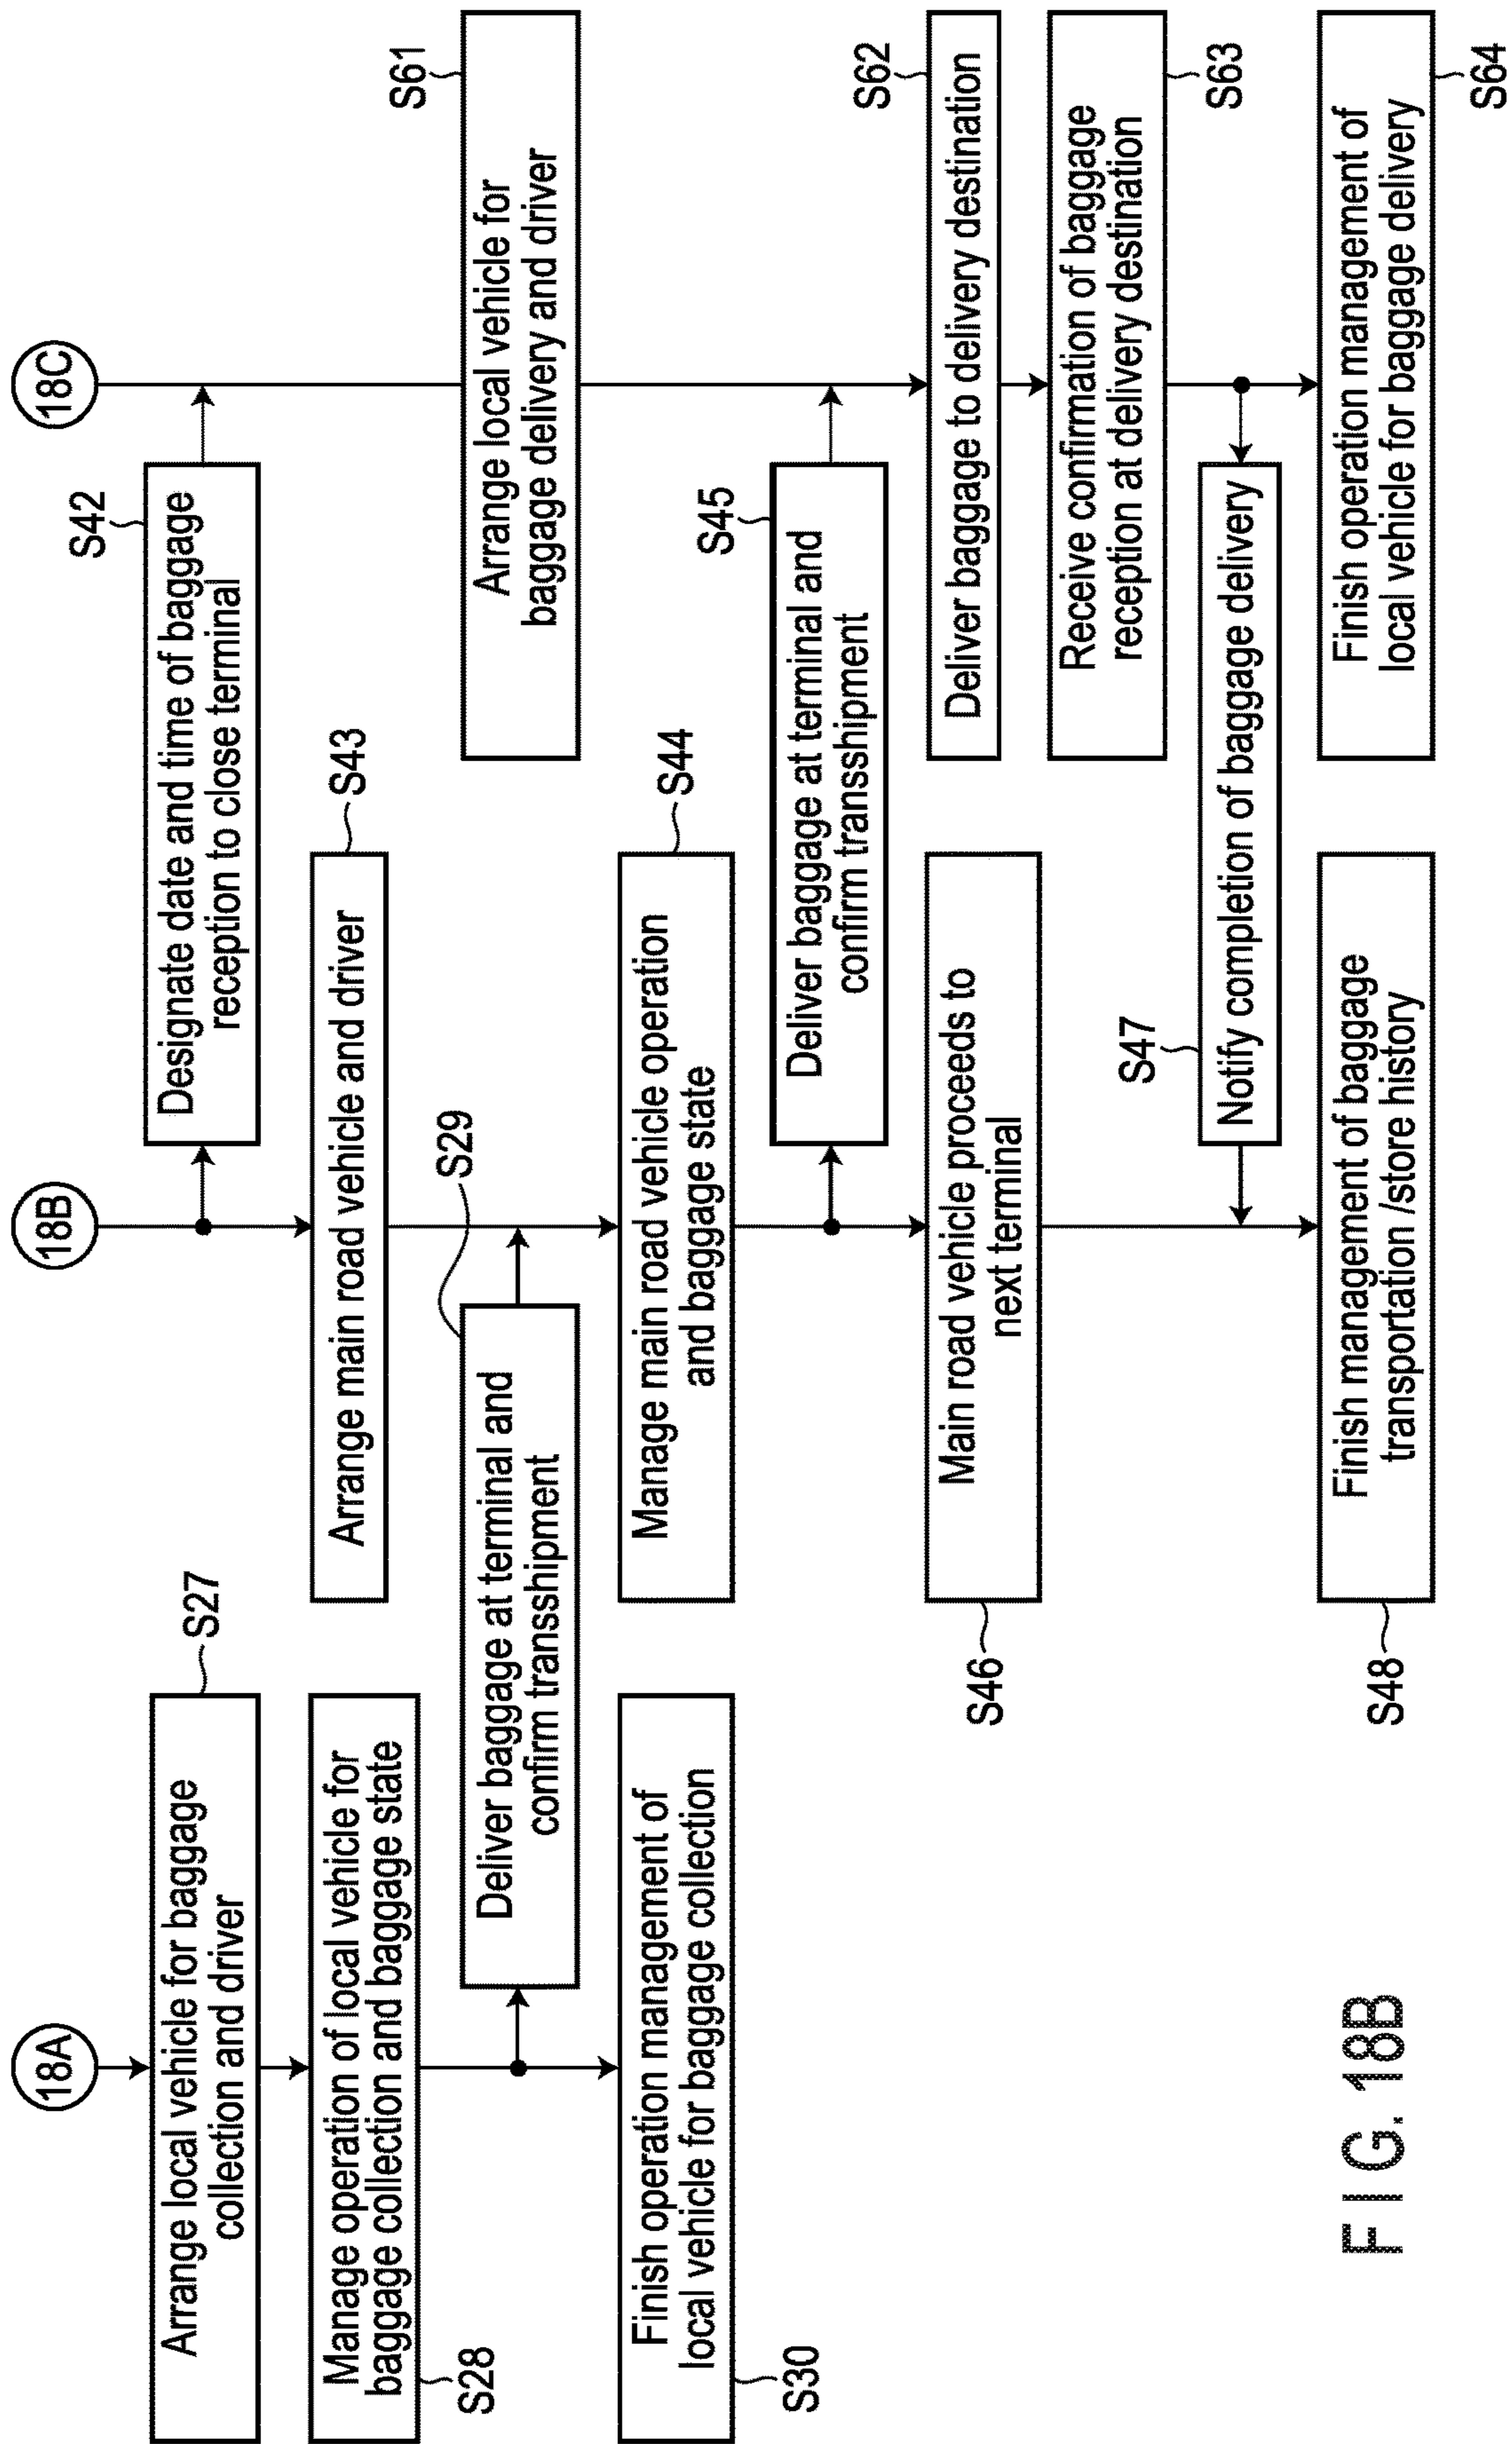 18A
Arrange local vehicle for baggage
collection and driver
S27
Manage operation of local vehicle for
baggage collection and baggage state
S28
Deliver baggage at terminal and
confirm transshipment
S29
Finish operation management of
local vehicle for baggage collection
S30
18B
Designate date and time of baggage
reception to close terminal
S42
Arrange main road vehicle and driver
S43
Manage main road vehicle operation
and baggage state
S44
Deliver baggage at terminal and
confirm transshipment
S45
Main road vehicle proceeds to
next terminal
S46
Notify completion of baggage delivery
S47
Finish management of baggage
transportation /store history
S48
18C
Arrange local vehicle for
baggage delivery and driver
S61
Deliver baggage to delivery destination
S62
Receive confirmation of baggage
reception at delivery destination
S63
Finish operation management of
local vehicle for baggage delivery
S64
FIG. 18B